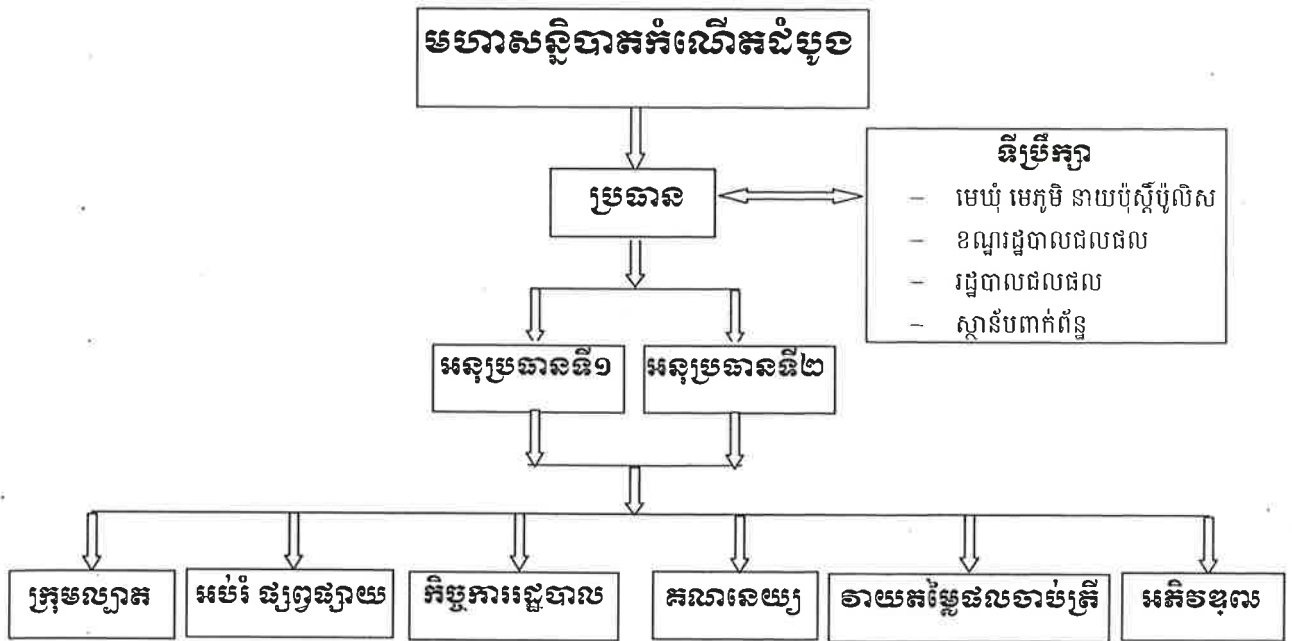 មហាសន្និបាតកំណើតដំបូង
ប្រធាន
ទីប្រឹក្សា
– មេឃុំ មេភូមិ នាយប៉ុស្តិ៍ប៉ូលិស
– ខណ្ឌរដ្ឋបាលជលផល
– រដ្ឋបាលជលផល
– ស្ថាន័បពាក់ព័ន្ឋ
អនុប្រធានទី១
អនុប្រធានទី២
ក្រុមល្បាត
អប់រំ ផ្សព្វផ្សាយ
កិច្ចការរដ្ឋបាល
គណនេយ្យ
វាយតម្លៃផលចាប់ត្រី
អភិវឌ្ឍ